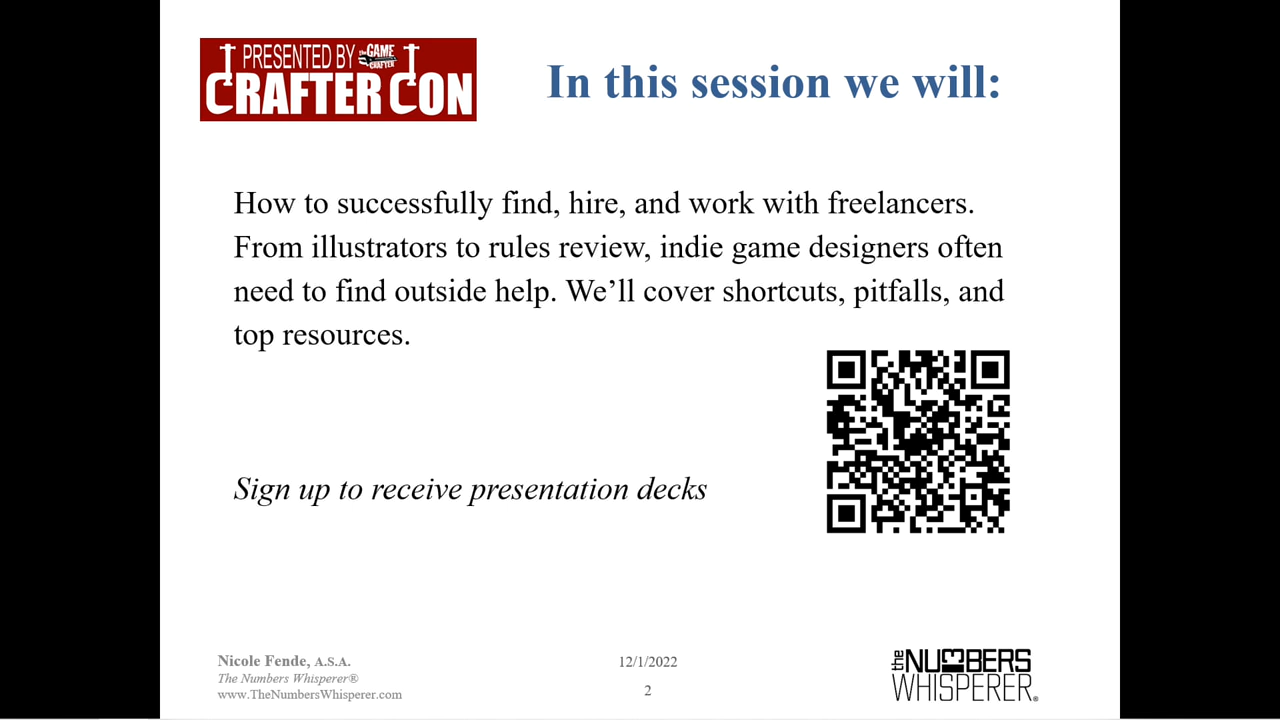 PRESENTED BY the GAME CRAFTER
CRAFTER CON
In this session we will:
How to successfully find, hire, and work with freelancers.
From illustrators to rules review, indie game designers often
need to find outside help. We’ll cover shortcuts, pitfalls, and
top resources.
Sign up to receive presentation decks
Nicole Fende, A.S.A.
The Numbers Whisperer®
www.TheNumbersWhisperer.com
12/1/2022
2
the NUMBERS
WHISPERER®